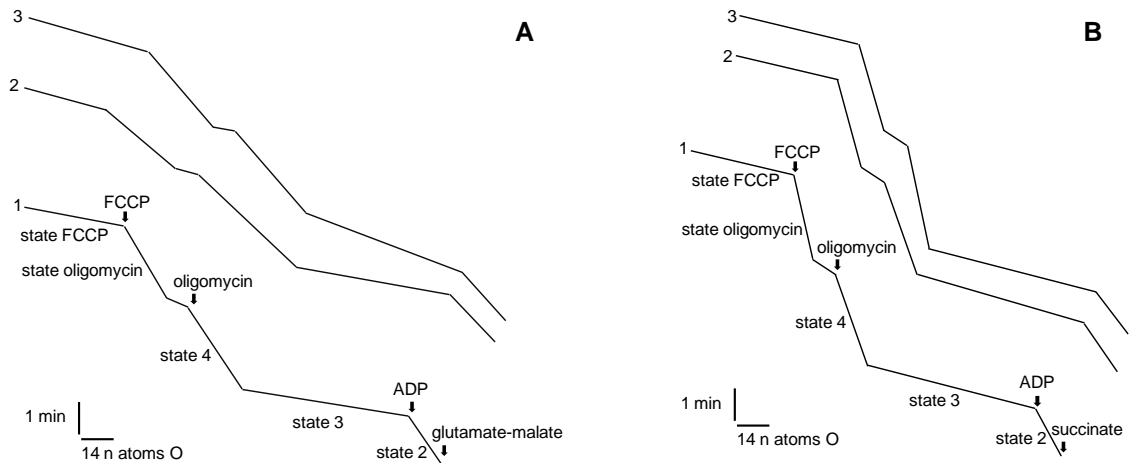 A
3
2
1
FCCP
state FCCP
state oligomycin
oligomycin
state 4
ADP
state 3
glutamate-malate
state 2
1 min
14 n atoms O
B
3
2
1
FCCP
state FCCP
state oligomycin
oligomycin
state 4
ADP
state 3
succinate
state 2
1 min
14 n atoms O